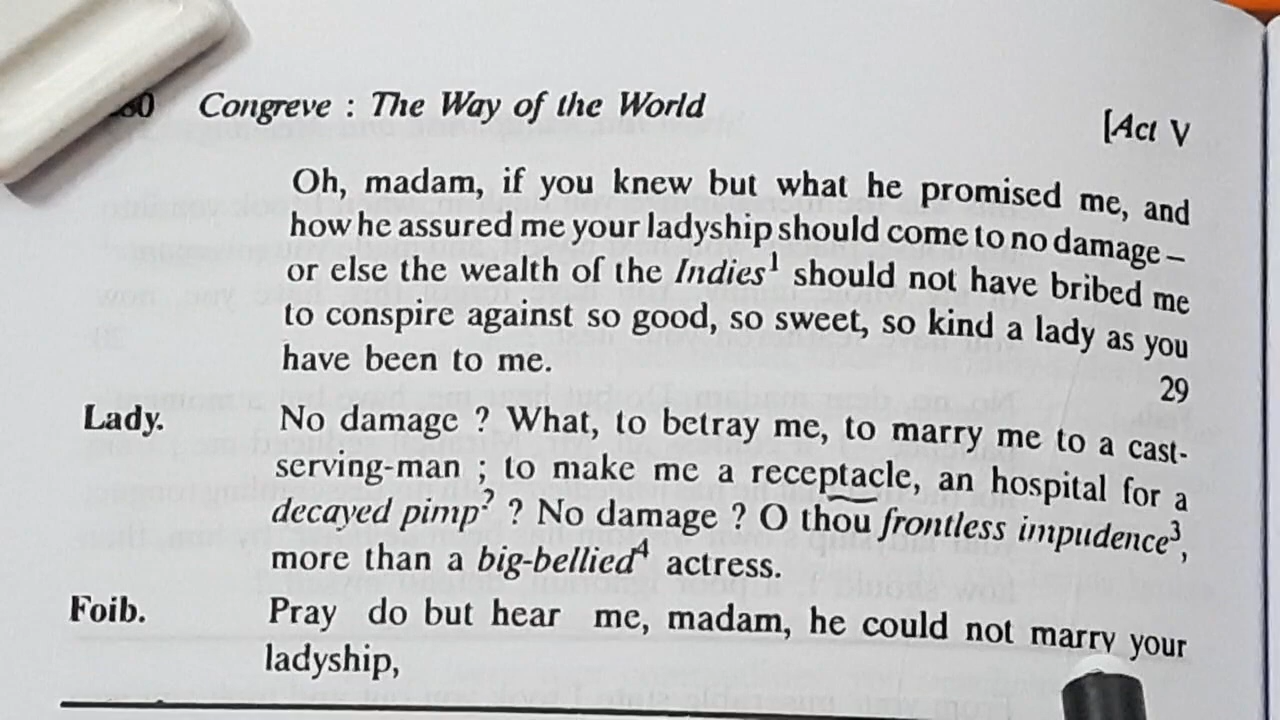 Congreve : The Way of the World
[Act V
Oh, madam, if you knew but what he promised me, and
how he assured me your ladyship should come to no damage –
or else the wealth of the Indies¹ should not have bribed me
to conspire against so good, so sweet, so kind a lady as you
have been to me.
29
Lady. No damage ? What, to betray me, to marry me to a cast-
serving-man ; to make me a receptacle, an hospital for a
decayed pimp² ? No damage ? O thou frontless impudence³,
more than a big-bellied⁴ actress.
Foib. Pray do but hear me, madam, he could not marry your
ladyship,